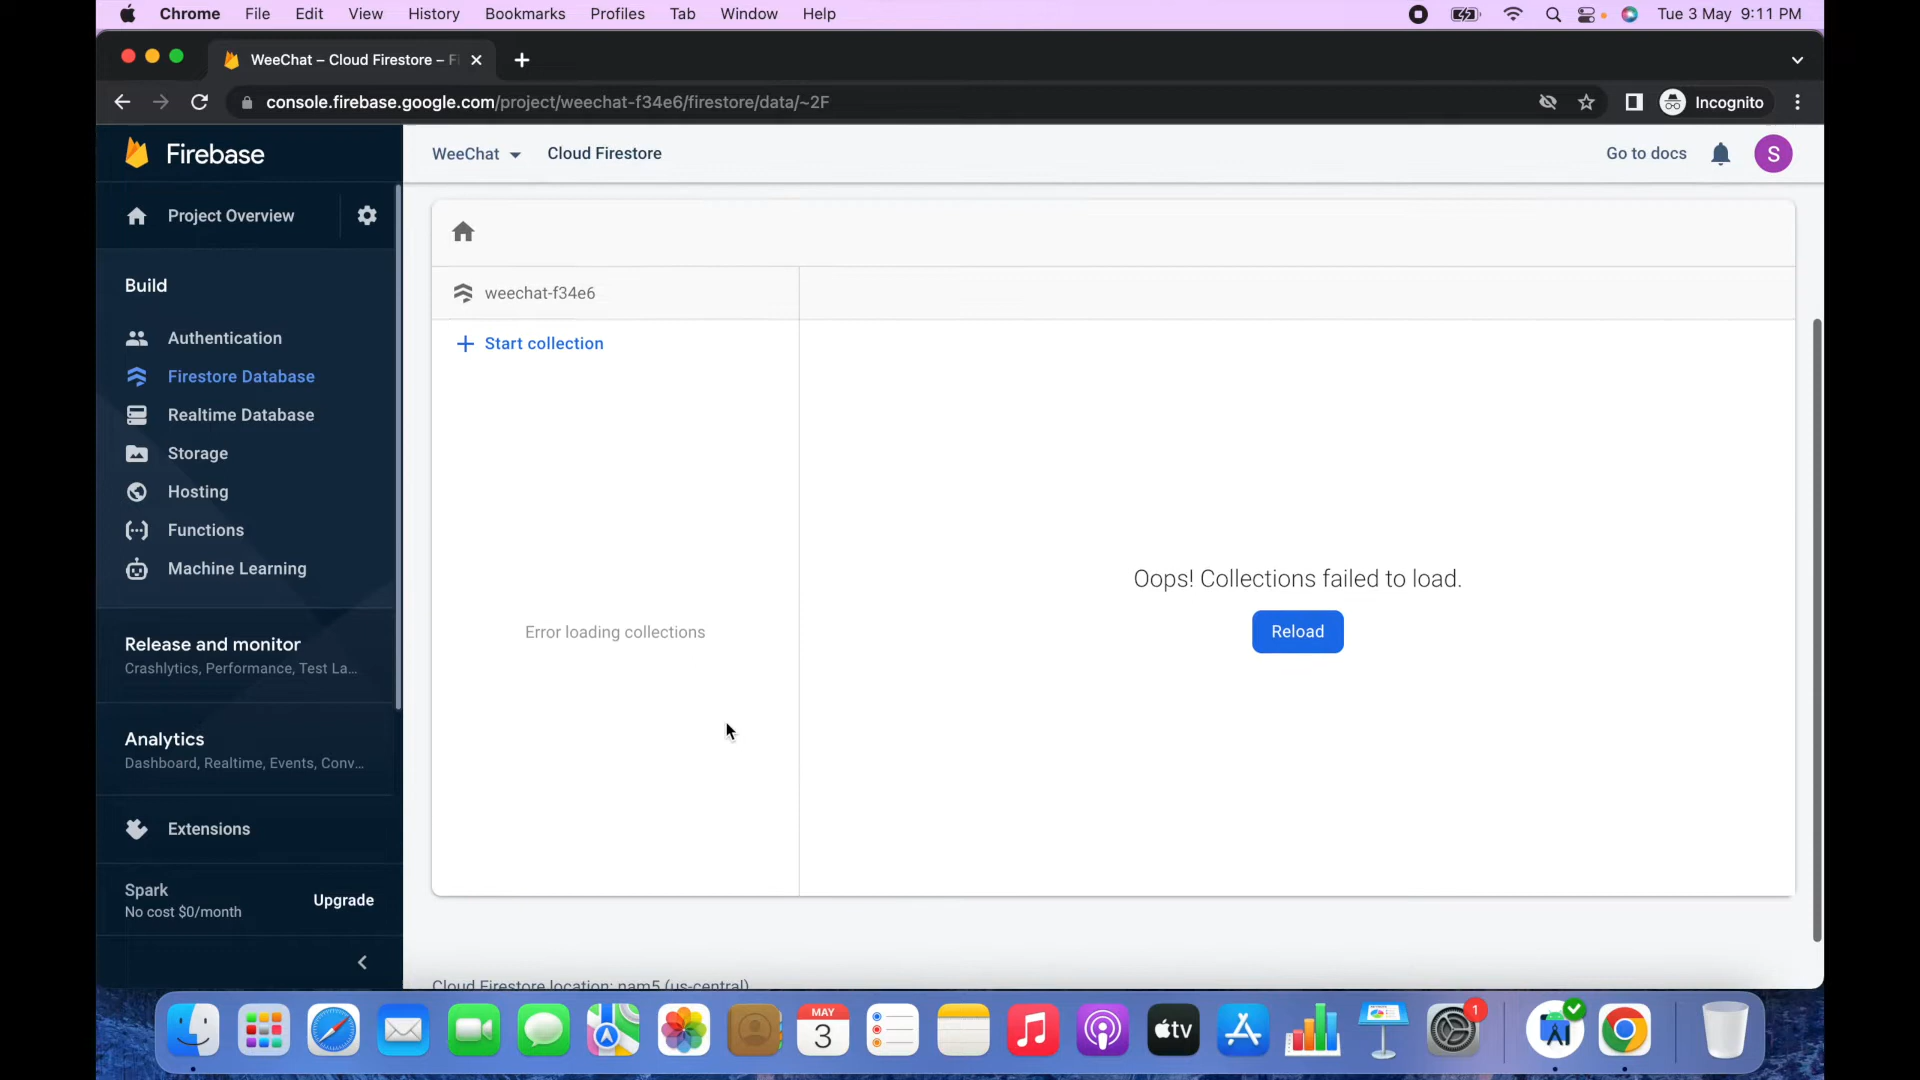 Chrome File Edit View History Bookmarks Profiles Tab Window Help Tue 3 May 9:11 PM
WeeChat – Cloud Firestore – F
console.firebase.google.com/project/weechat-f34e6/firestore/data/~2F Incognito
Firebase
WeeChat Cloud Firestore Go to docs S
Project Overview
weechat-f34e6
Start collection
Build
Authentication
Firestore Database
Realtime Database
Storage
Hosting
Functions
Machine Learning
Oops! Collections failed to load.
Error loading collections Reload
Release and monitor
Crashlytics, Performance, Test La...
Analytics
Dashboard, Realtime, Events, Conv...
Extensions
Spark
No cost $0/month
Upgrade
Cloud Firestore location: nam5 (us-central)
MAY
3
tv
1